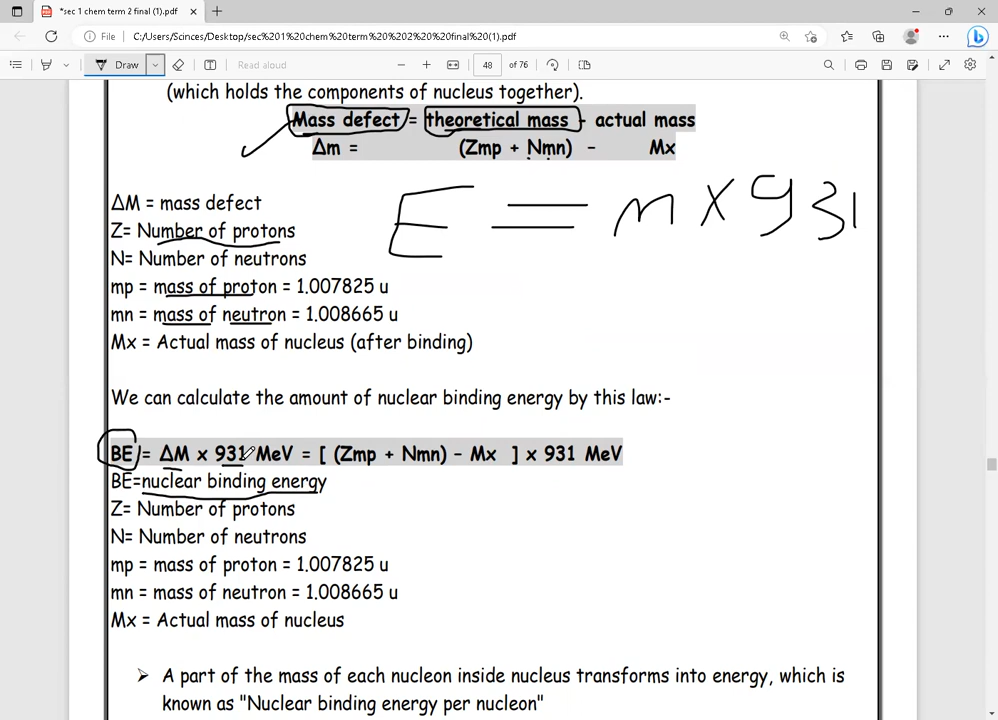 *sec 1 chem term 2 final (1).pdf
File C:/Users/Scinces/Desktop/sec%201%20chem%20term%20%202%20%20final%20(1).pdf
Draw Read aloud 48 of 76
(which holds the components of nucleus together).
Mass defect = theoretical mass - actual mass
Δm = (Zmp + Nmn) - Mx
E = m x 931
ΔM = mass defect
Z= Number of protons
N= Number of neutrons
mp = mass of proton = 1.007825 u
mn = mass of neutron = 1.008665 u
Mx = Actual mass of nucleus (after binding)
We can calculate the amount of nuclear binding energy by this law:-
BE = ΔM x 931 MeV = [ (Zmp + Nmn) - Mx ] x 931 MeV
BE=nuclear binding energy
Z= Number of protons
N= Number of neutrons
mp = mass of proton = 1.007825 u
mn = mass of neutron = 1.008665 u
Mx = Actual mass of nucleus
➢ A part of the mass of each nucleon inside nucleus transforms into energy, which is
known as "Nuclear binding energy per nucleon"